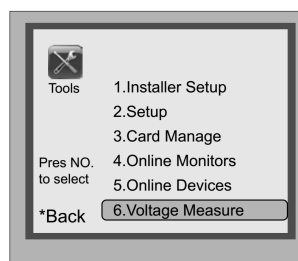 Tools
1.Installer Setup
2.Setup
3.Card Manage
4.Online Monitors
5.Online Devices
6.Voltage Measure
Pres NO.
to select
*Back